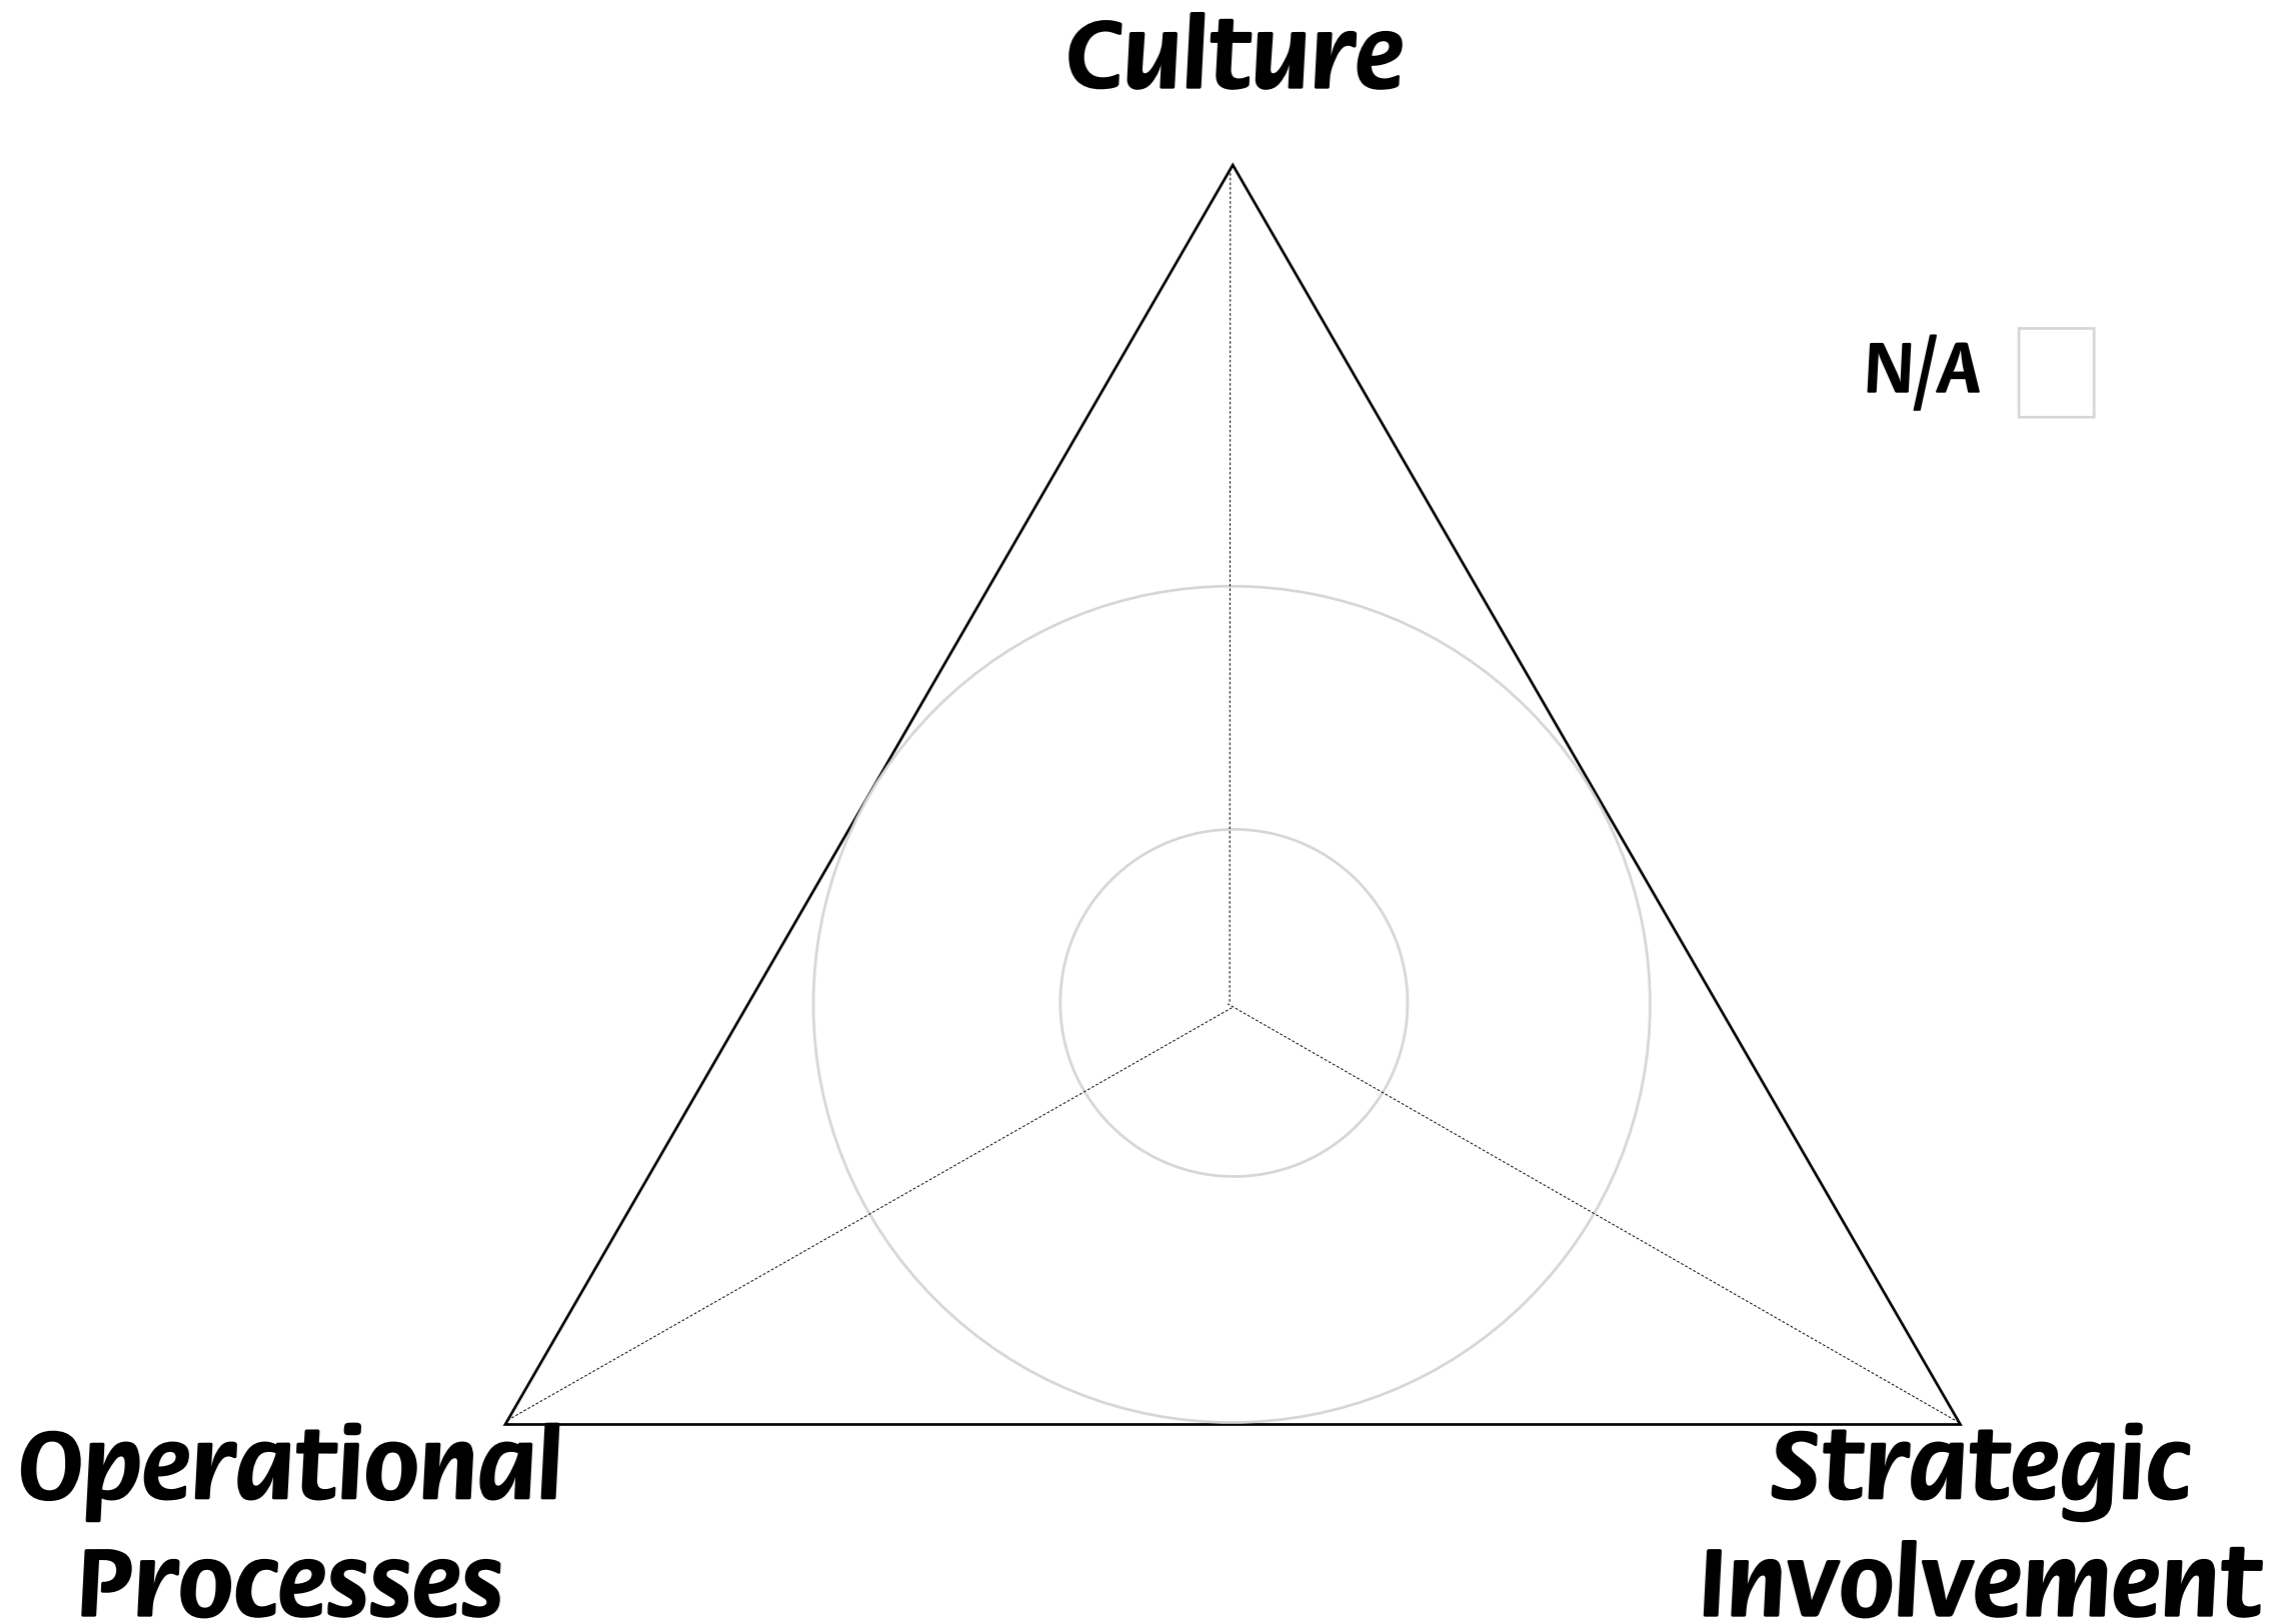 Culture
N/A
Operational
Processes
Strategic
Involvement